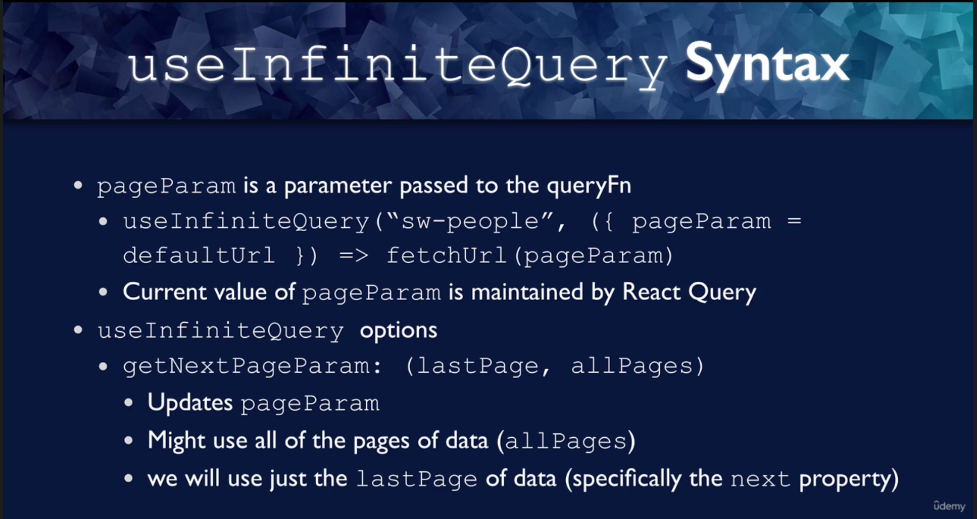 useInfiniteQuery Syntax
• pageParam is a parameter passed to the queryFn
• useInfiniteQuery(“sw-people”, ({ pageParam =
defaultUrl }) => fetchUrl(pageParam)
• Current value of pageParam is maintained by React Query
• useInfiniteQuery options
• getNextPageParam: (lastPage, allPages)
• Updates pageParam
• Might use all of the pages of data (allPages)
• we will use just the lastPage of data (specifically the next property)
ûdemy